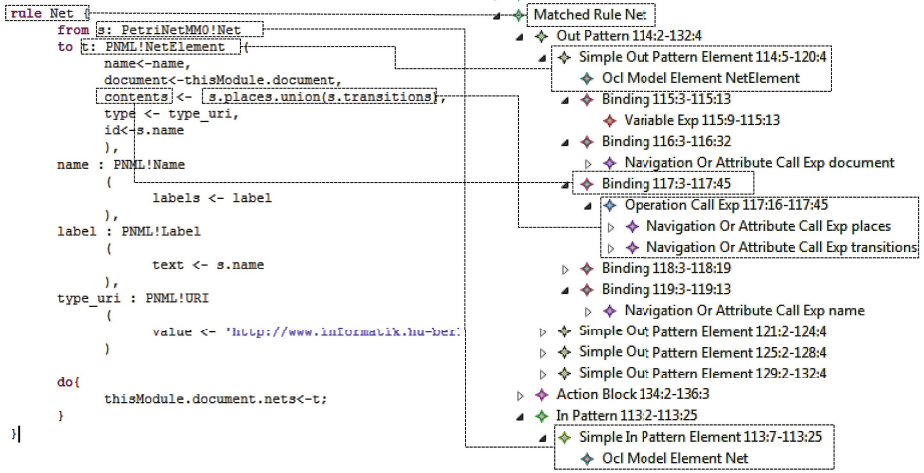 rule Net {
from s: PetriNetMM0!Net
to t: PNML!NetElement (
name<-name,
document<-thisModule.document,
contents <- s.places.union(s.transitions),
type <- type_uri,
id<-s.name
),
name : PNML!Name
(
labels <- label
),
label : PNML!Label
(
text <- s.name
),
type_uri : PNML!URI
(
value <- 'http://www.informatik.hu-ber
)
do{
thisModule.document.nets<-t;
}
}
Matched Rule Net
Out Pattern 114:2-132:4
Simple Out Pattern Element 114:5-120:4
Ocl Model Element NetElement
Binding 115:3-115:13
Variable Exp 115:9-115:13
Binding 116:3-116:32
Navigation Or Attribute Call Exp document
Binding 117:3-117:45
Operation Call Exp 117:16-117:45
Navigation Or Attribute Call Exp places
Navigation Or Attribute Call Exp transitions
Binding 118:3-118:19
Binding 119:3-119:13
Navigation Or Attribute Call Exp name
Simple Out Pattern Element 121:2-124:4
Simple Out Pattern Element 125:2-128:4
Simple Out Pattern Element 129:2-132:4
Action Block 134:2-136:3
In Pattern 113:2-113:25
Simple In Pattern Element 113:7-113:25
Ocl Model Element Net